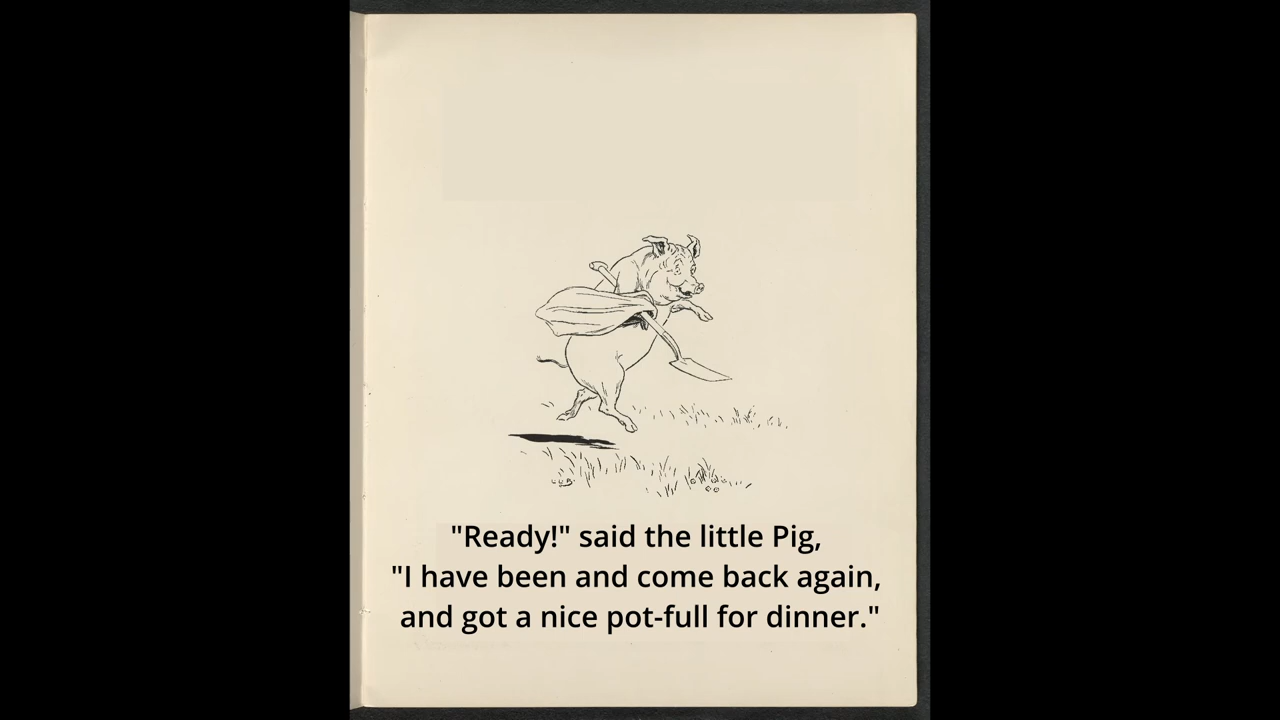 "Ready!" said the little Pig,
"I have been and come back again,
and got a nice pot-full for dinner."